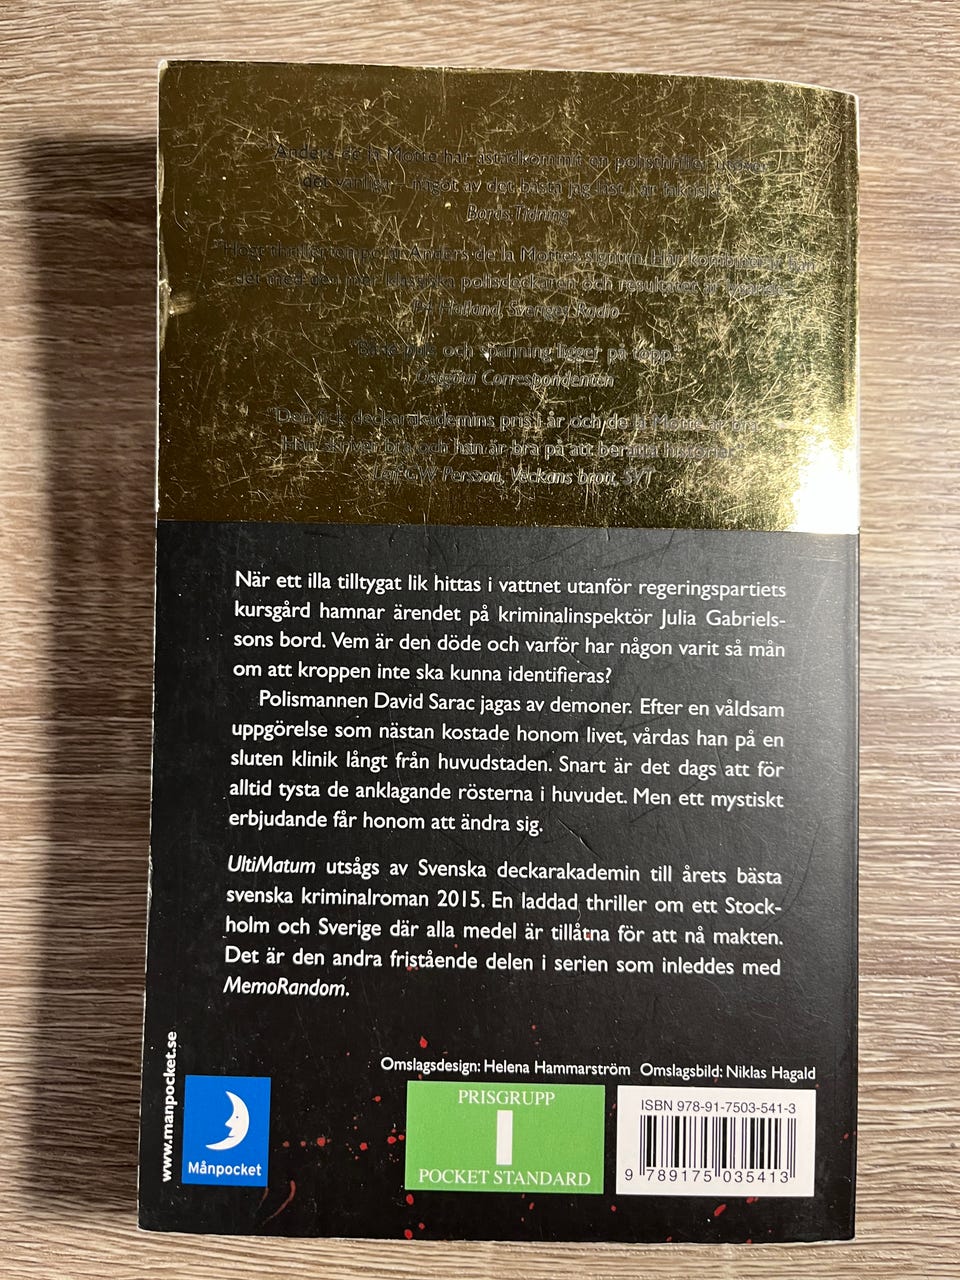 "Anders de la Motte har åstadkommit en polisthriller utöver
det vanliga – något av det bästa jag läst i år faktiskt."
Borås Tidning
"Högt thrillertempo är Anders de la Mottes signum. Här kombinerar han
det med den mer klassiska polisdeckaren och resultatet är
P4 Halland, Sveriges Radio
puls och spänning ligger på topp."
Östgöta Correspondenten
"Den fick deckarakademins pris i år och de la Motte är bra.
Han skriver bra och han är bra på att berätta historier."
Leif GW Persson, Veckans brott, SVT
När ett illa tilltygat lik hittas i vattnet utanför regeringspartiets
kursgård hamnar ärendet på kriminalinspektör Julia Gabriels-
sons bord. Vem är den döde och varför har någon varit så mån
om att kroppen inte ska kunna identifieras?
Polismannen David Sarac jagas av demoner. Efter en våldsam
uppgörelse som nästan kostade honom livet, vårdas han på en
sluten klinik långt från huvudstaden. Snart är det dags att för
alltid tysta de anklagande rösterna i huvudet. Men ett mystiskt
erbjudande får honom att ändra sig.
UltiMatum utsågs av Svenska deckarakademin till årets bästa
svenska kriminalroman 2015. En laddad thriller om ett Stock-
holm och Sverige där alla medel är tillåtna för att nå makten.
Det är den andra fristående delen i serien som inleddes med
MemoRandom.
Omslagsdesign: Helena Hammarström Omslagsbild: Niklas Hagald
www.manpocket.se
Månpocket
PRISGRUPP
I
POCKET STANDARD
ISBN 978-91-7503-541-3
9 789175 035413